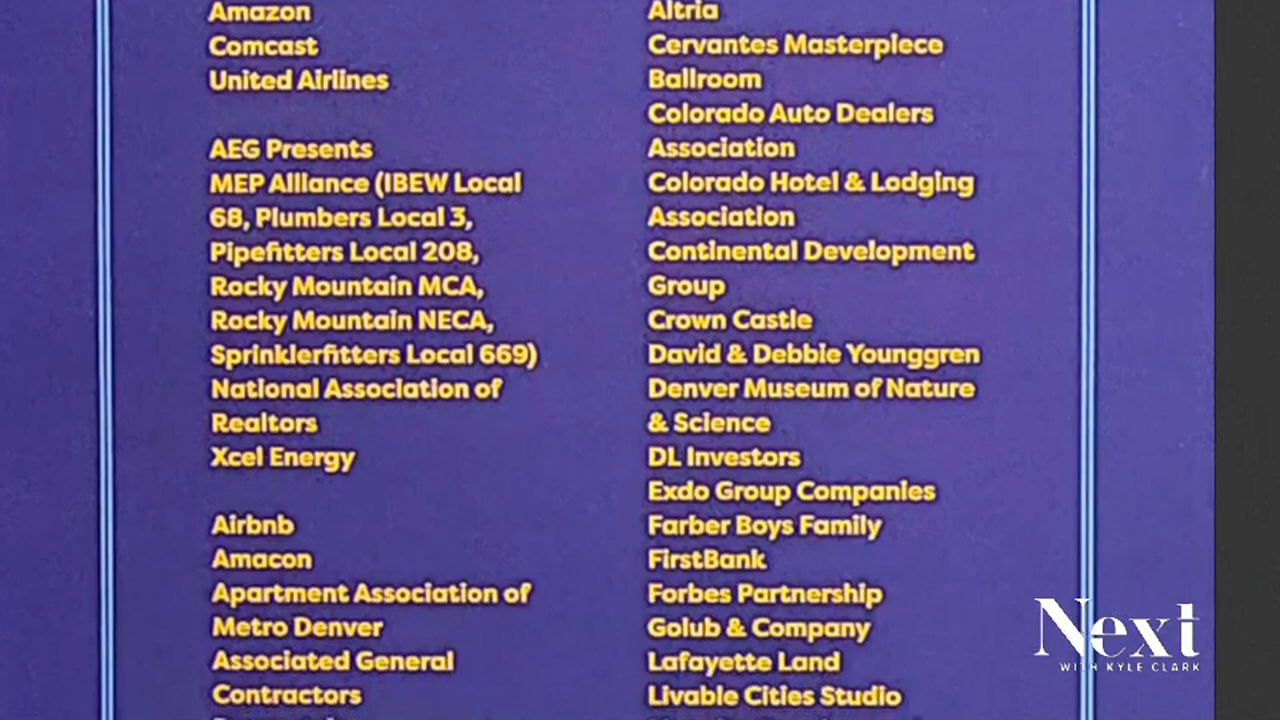 Amazon
Comcast
United Airlines
AEG Presents
MEP Alliance (IBEW Local
68, Plumbers Local 3,
Pipefitters Local 208,
Rocky Mountain MCA,
Rocky Mountain NECA,
Sprinklerfitters Local 669)
National Association of
Realtors
Xcel Energy
Airbnb
Amacon
Apartment Association of
Metro Denver
Associated General
Contractors
Altria
Cervantes Masterpiece
Ballroom
Colorado Auto Dealers
Association
Colorado Hotel & Lodging
Association
Continental Development
Group
Crown Castle
David & Debbie Younggren
Denver Museum of Nature
& Science
DL Investors
Exdo Group Companies
Farber Boys Family
FirstBank
Forbes Partnership
Golub & Company
Lafayette Land
Livable Cities Studio
Next
WITH KYLE CLARK